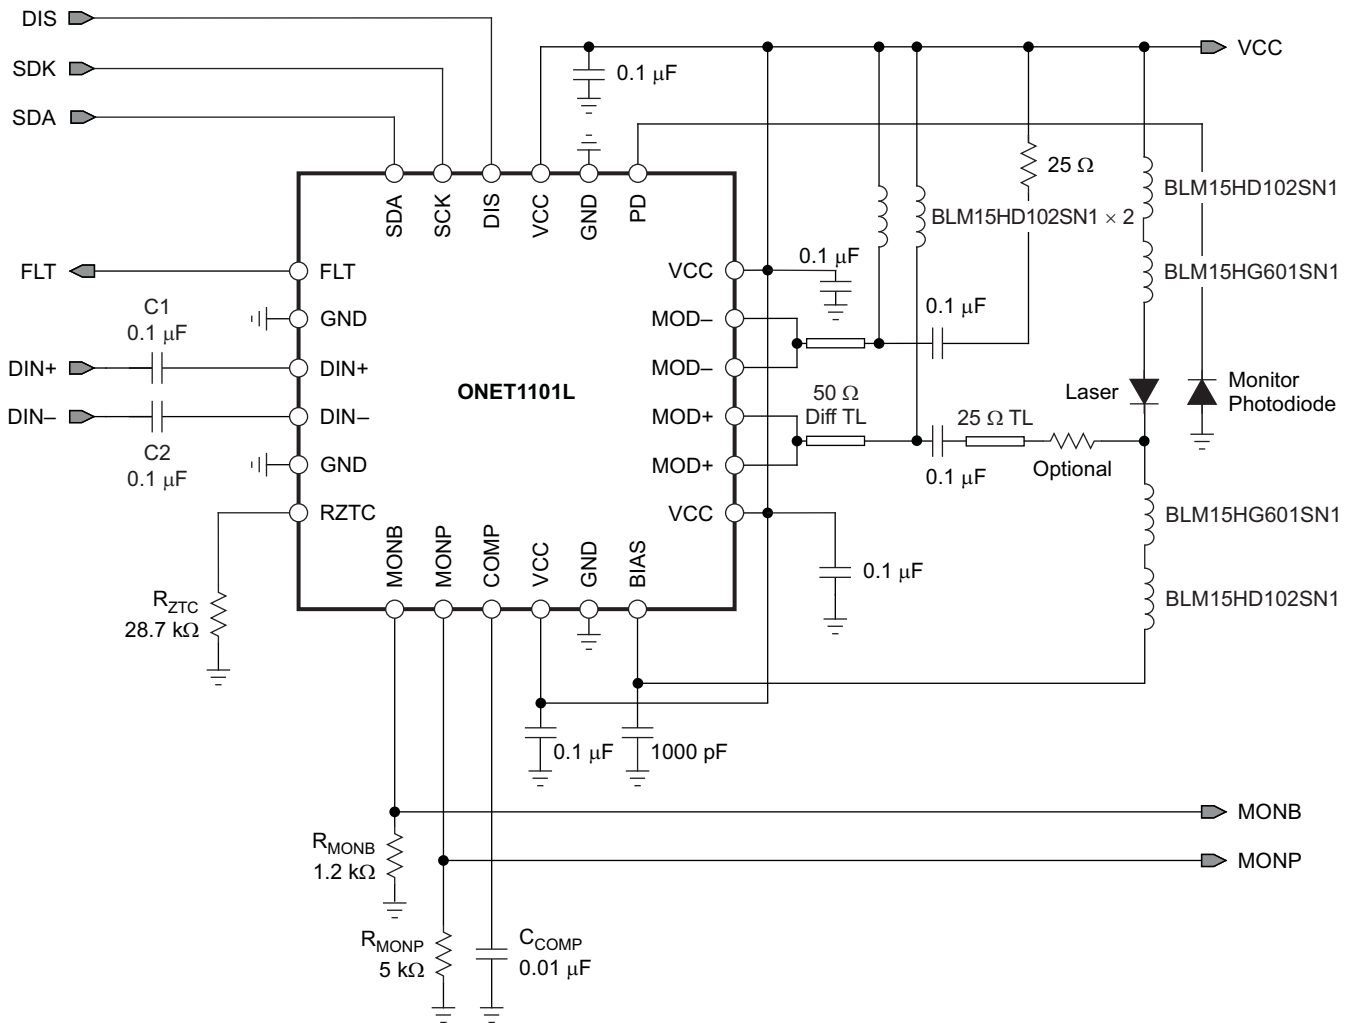 DIS
SDK
SDA
VCC
0.1 μF
SDA
SCK
DIS
VCC
GND
PD
25 Ω
BLM15HD102SN1
BLM15HD102SN1 × 2
BLM15HG601SN1
FLT
FLT
VCC
0.1 μF
C1
0.1 μF
GND
MOD–
0.1 μF
DIN+
DIN+
MOD–
ONET1101L
Laser
Monitor
Photodiode
DIN–
DIN–
MOD+
50 Ω
Diff TL
25 Ω TL
C2
0.1 μF
GND
MOD+
0.1 μF
Optional
RZTC
VCC
BLM15HG601SN1
MONB
MONP
COMP
VCC
GND
BIAS
0.1 μF
BLM15HD102SN1
RZTC
28.7 kΩ
0.1 μF
1000 pF
MONB
RMONB
1.2 kΩ
MONP
RMONP
5 kΩ
CCOMP
0.01 μF